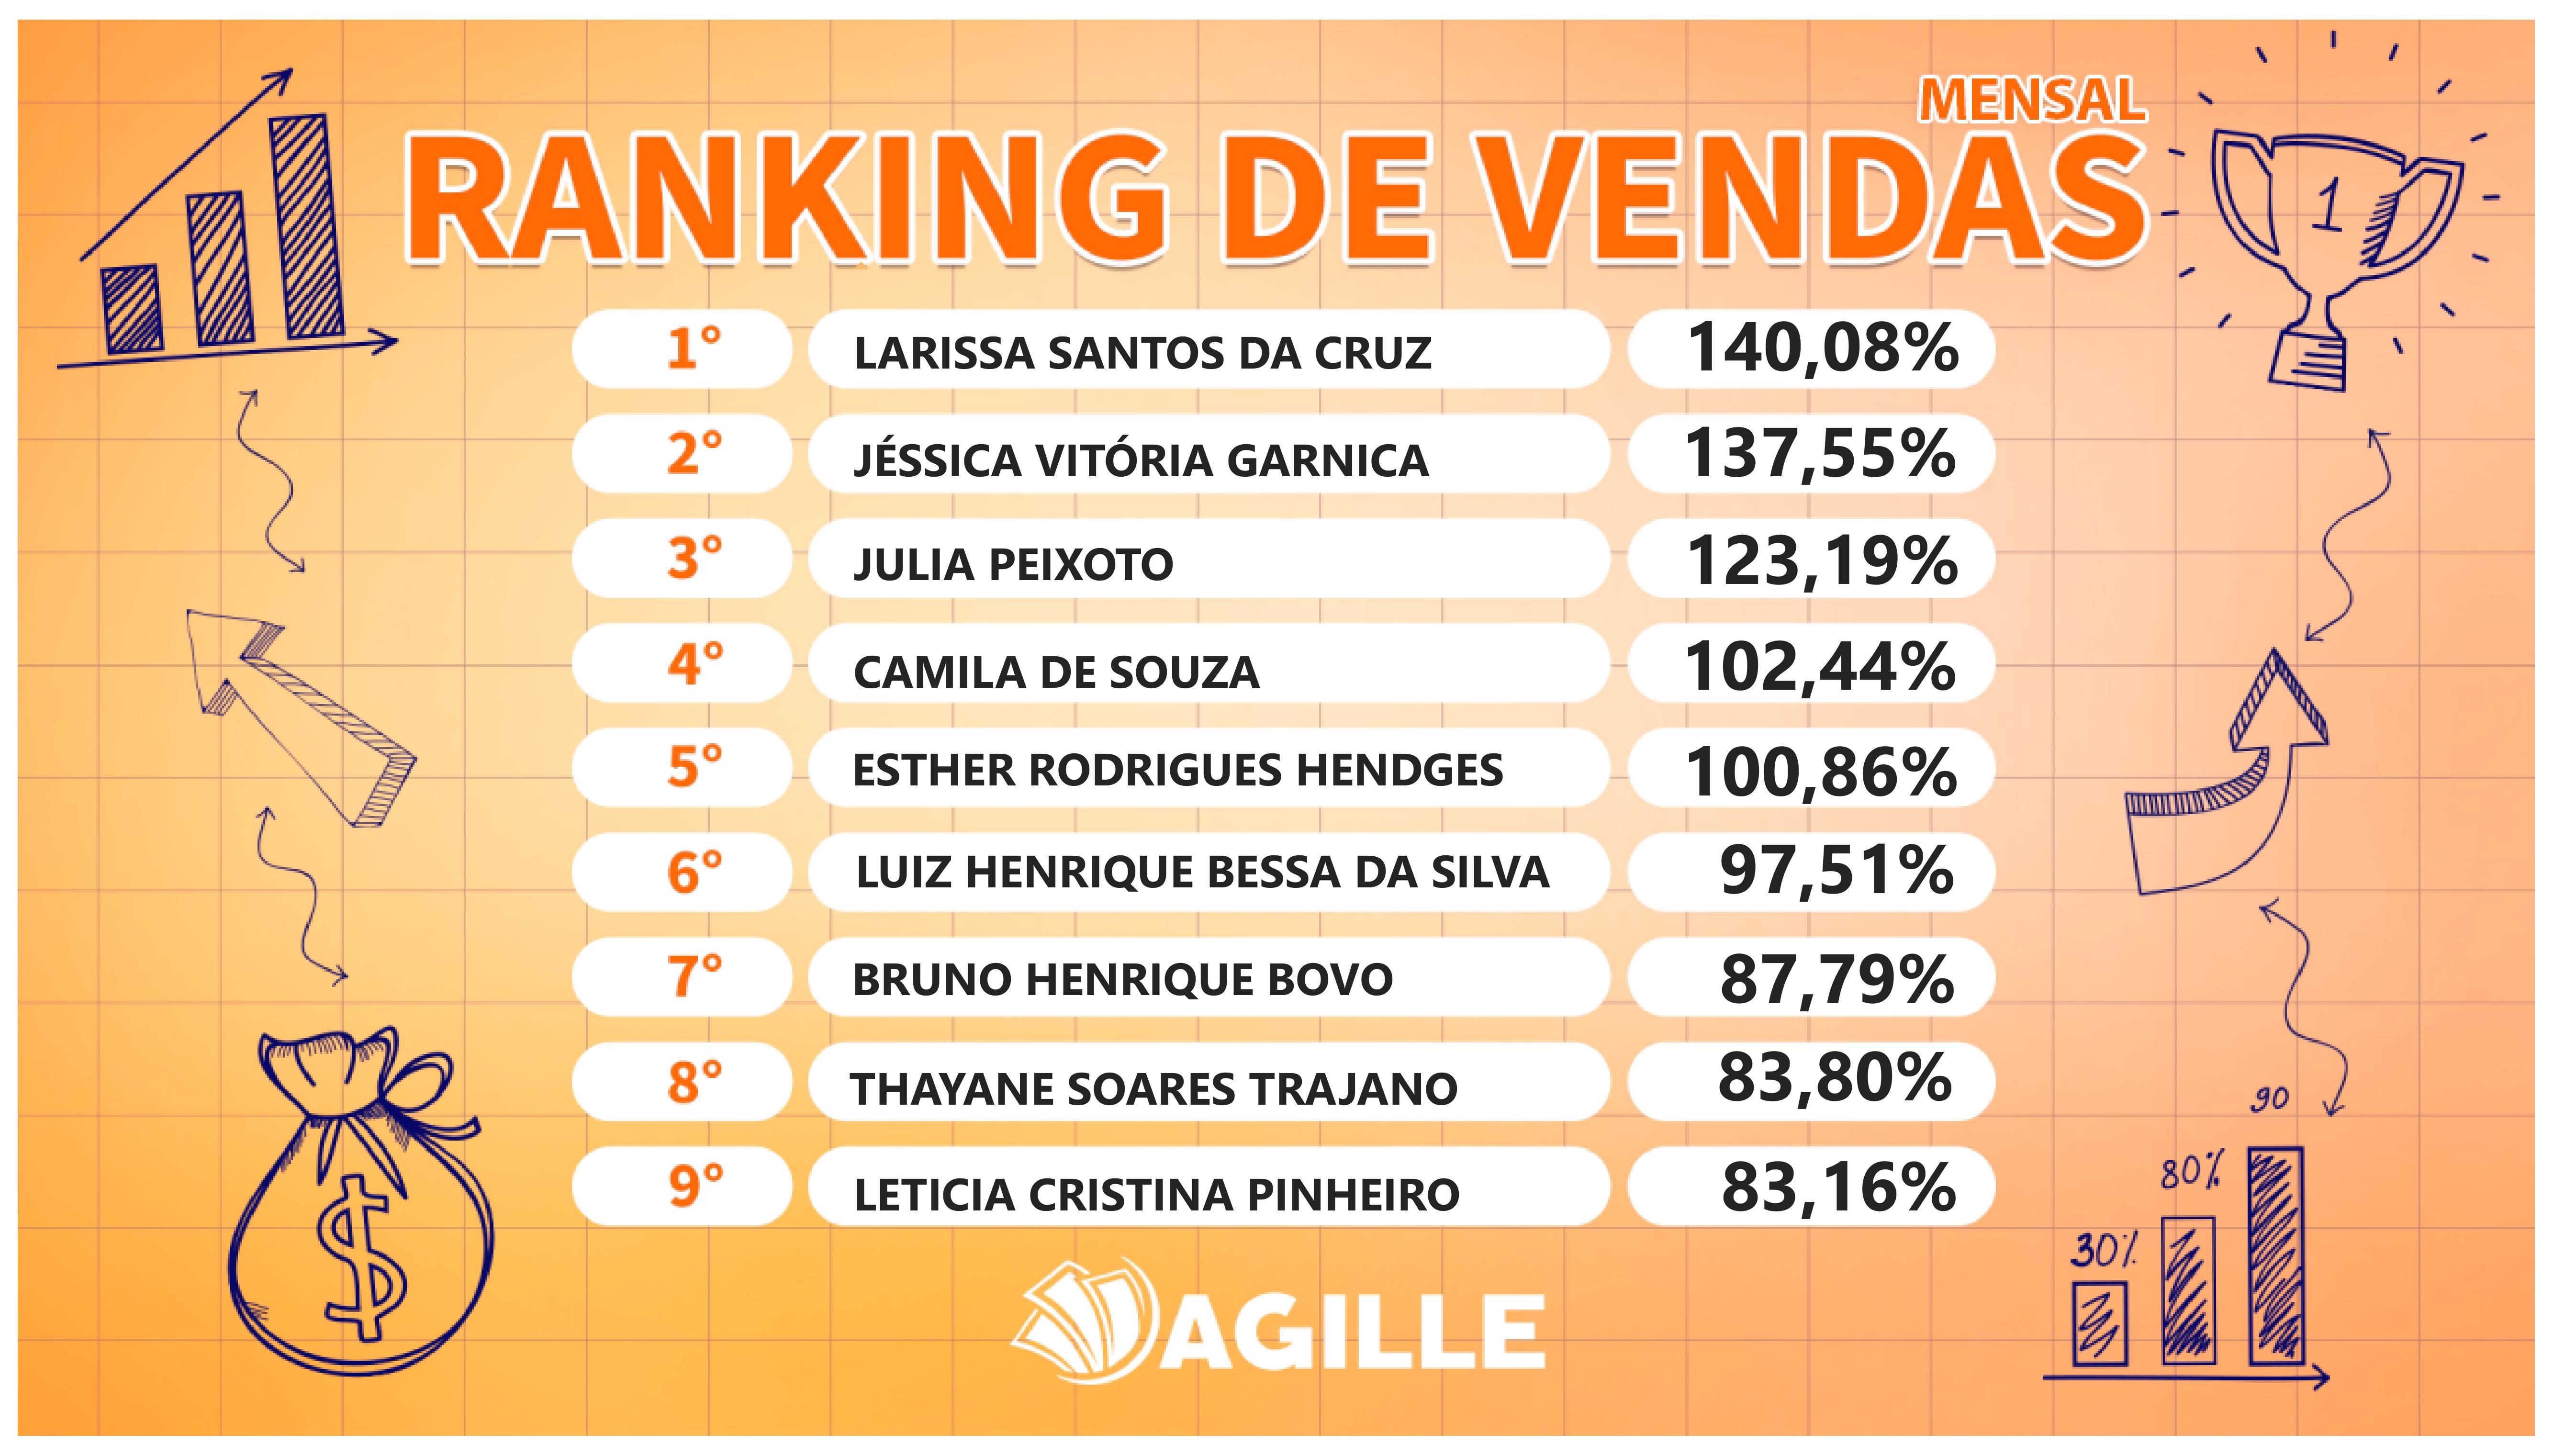 MENSAL
RANKING DE VENDAS
1
1° LARISSA SANTOS DA CRUZ 140,08%
2° JÉSSICA VITÓRIA GARNICA 137,55%
3° JULIA PEIXOTO 123,19%
4° CAMILA DE SOUZA 102,44%
5° ESTHER RODRIGUES HENDGES 100,86%
6° LUIZ HENRIQUE BESSA DA SILVA 97,51%
7° BRUNO HENRIQUE BOVO 87,79%
8° THAYANE SOARES TRAJANO 83,80%
9° LETICIA CRISTINA PINHEIRO 83,16%
90
80%
30%
$
AGILLE